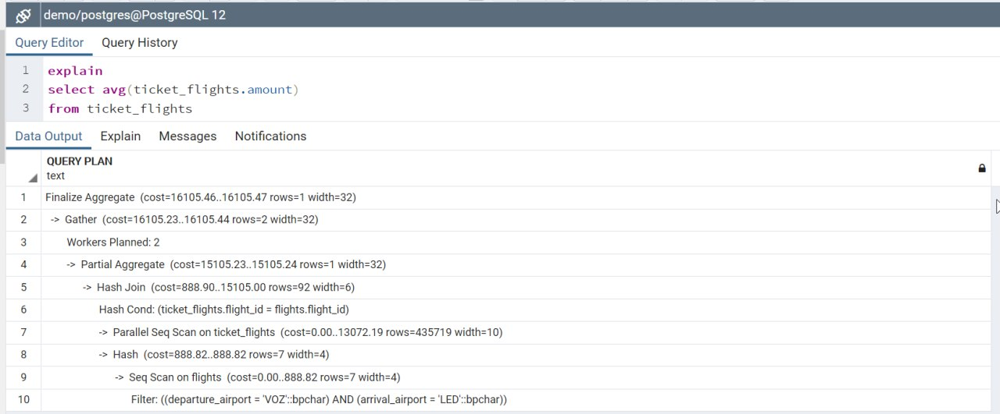 demo/postgres@PostgreSQL 12
Query Editor Query History
1 explain
2 select avg(ticket_flights.amount)
3 from ticket_flights
Data Output Explain Messages Notifications
QUERY PLAN
text
1 Finalize Aggregate (cost=16105.46..16105.47 rows=1 width=32)
2 -> Gather (cost=16105.23..16105.44 rows=2 width=32)
3 Workers Planned: 2
4 -> Partial Aggregate (cost=15105.23..15105.24 rows=1 width=32)
5 -> Hash Join (cost=888.90..15105.00 rows=92 width=6)
6 Hash Cond: (ticket_flights.flight_id = flights.flight_id)
7 -> Parallel Seq Scan on ticket_flights (cost=0.00..13072.19 rows=435719 width=10)
8 -> Hash (cost=888.82..888.82 rows=7 width=4)
9 -> Seq Scan on flights (cost=0.00..888.82 rows=7 width=4)
10 Filter: ((departure_airport = 'VOZ'::bpchar) AND (arrival_airport = 'LED'::bpchar))